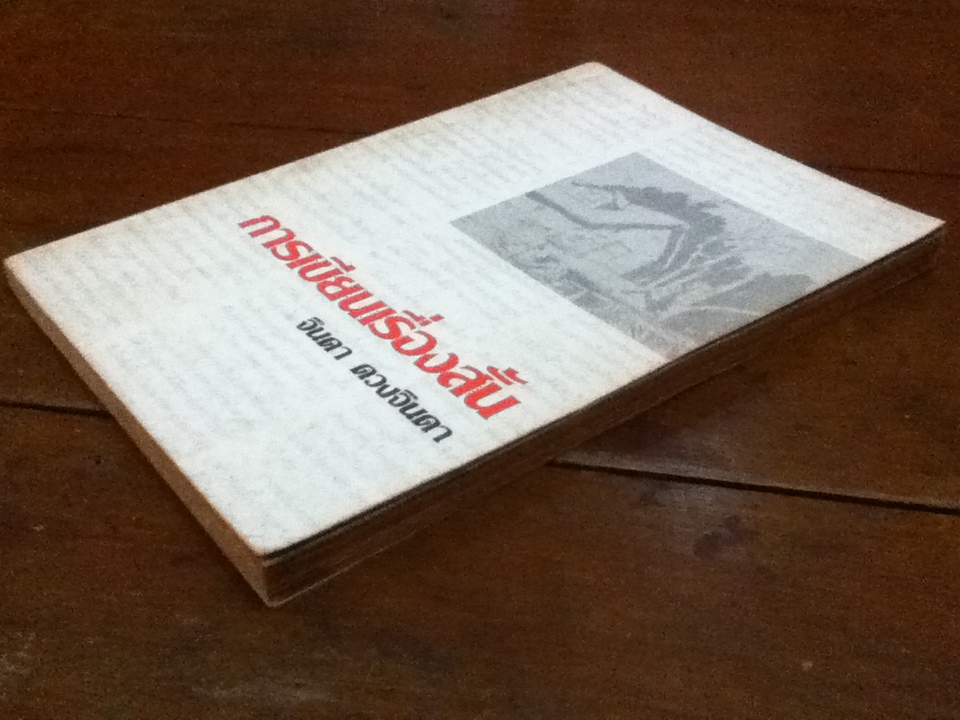 การเขียนเรื่องสั้น
จินดา ดวงจินดา